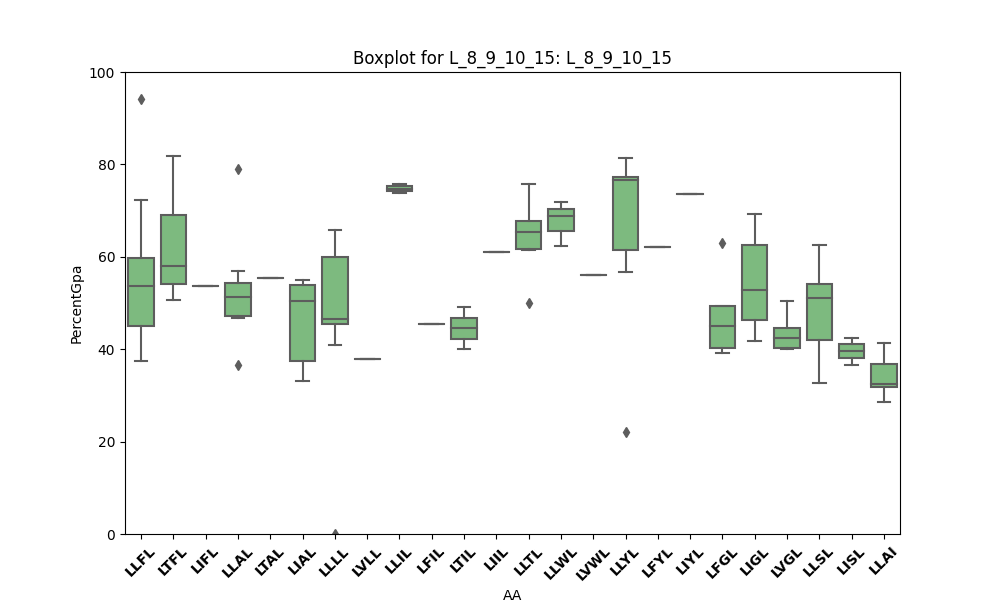 Boxplot for L_8_9_10_15: L_8_9_10_15
PercentGpa
100
80
60
40
20
0
LLFL
LTFL
LIFL
LLAL
LTAL
LIAL
LLLL
LVLL
LLIL
LFIL
LTIL
LIIL
LLTL
LLWL
LVWL
LLYL
LFYL
LIYL
LFGL
LIGL
LVGL
LLSL
LISL
LLAI
AA